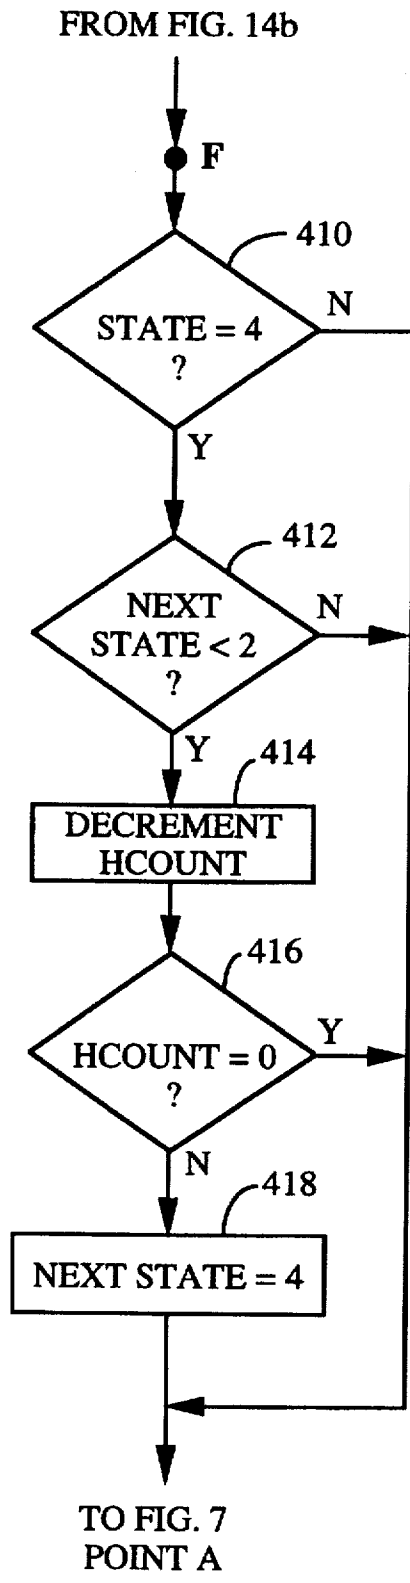 FROM FIG. 14b
F
410
STATE = 4
?
N
Y
412
NEXT
STATE < 2
?
N
Y
414
DECREMENT
HCOUNT
416
HCOUNT = 0
?
Y
N
418
NEXT STATE = 4
TO FIG. 7
POINT A